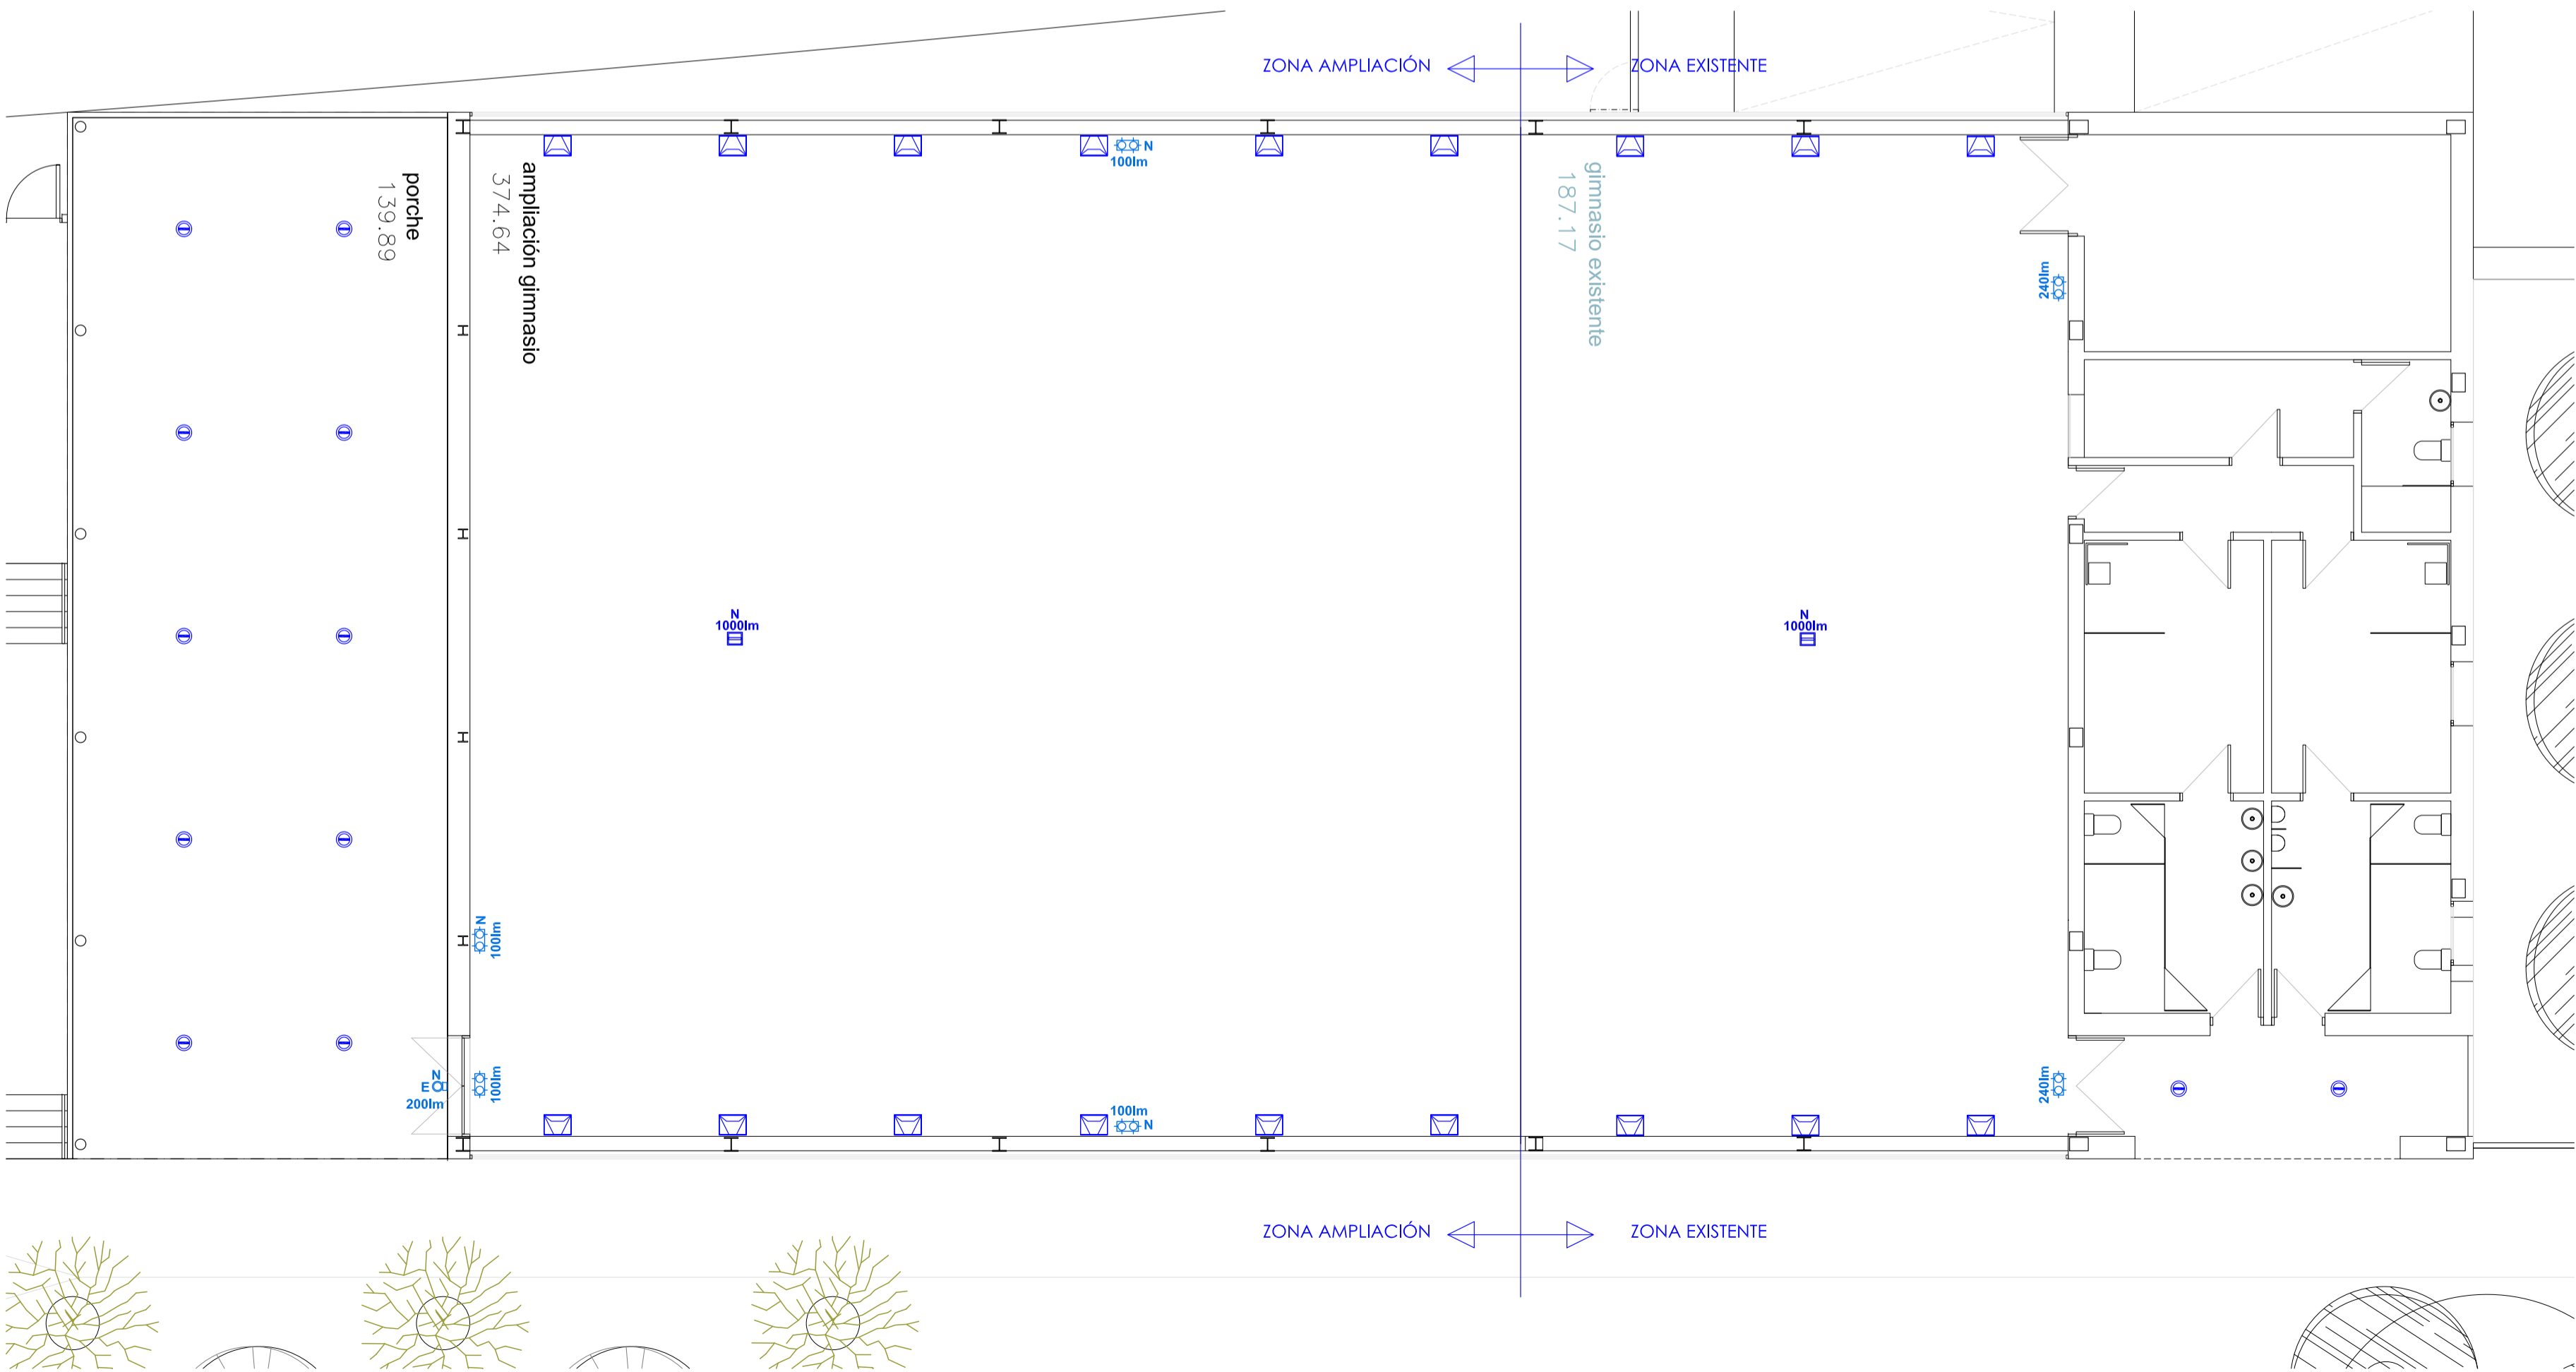 ZONA AMPLIACIÓN
ZONA EXISTENTE
N
100lm
porche
139.89
ampliación gimnasio
374.64
gimnasio existente
187.17
240lm
N
1000lm
N
1000lm
N
100lm
N
E
200lm
100lm
100lm
N
240lm
ZONA AMPLIACIÓN
ZONA EXISTENTE